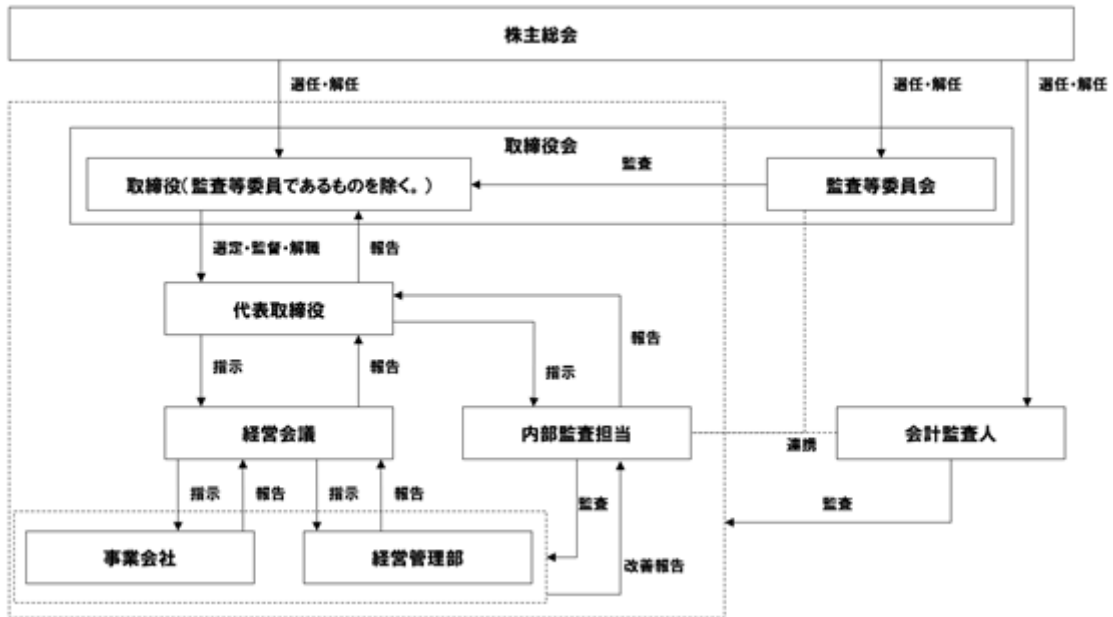 株主総会
選任・解任
選任・解任
選任・解任
取締役会
取締役(監査等委員であるものを除く。)
監査
監査等委員会
選定・監督・解職
報告
代表取締役
報告
指示
報告
指示
経営会議
内部監査担当
連携
会計監査人
指示
報告
指示
報告
監査
監査
事業会社
経営管理部
改善報告